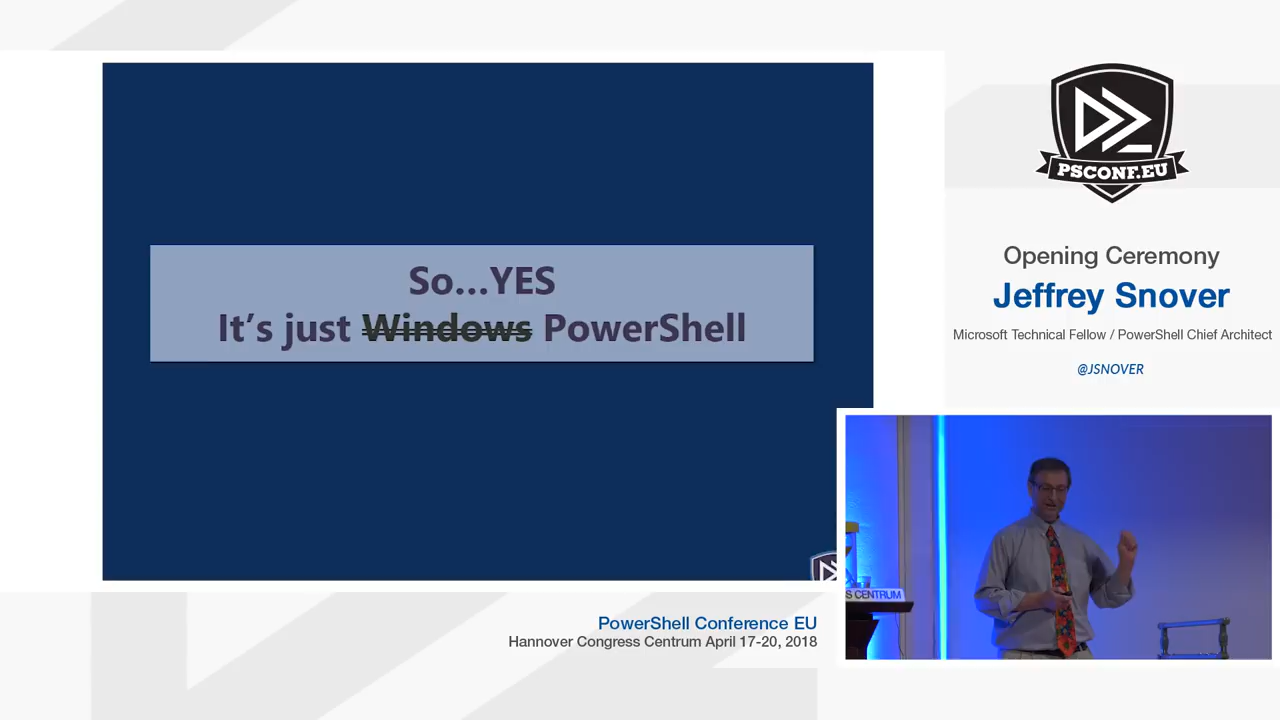 So...YES
It's just Windows PowerShell
PSCONF.EU
Opening Ceremony
Jeffrey Snover
Microsoft Technical Fellow / PowerShell Chief Architect
@JSNOVER
CENTRUM
PowerShell Conference EU
Hannover Congress Centrum April 17-20, 2018